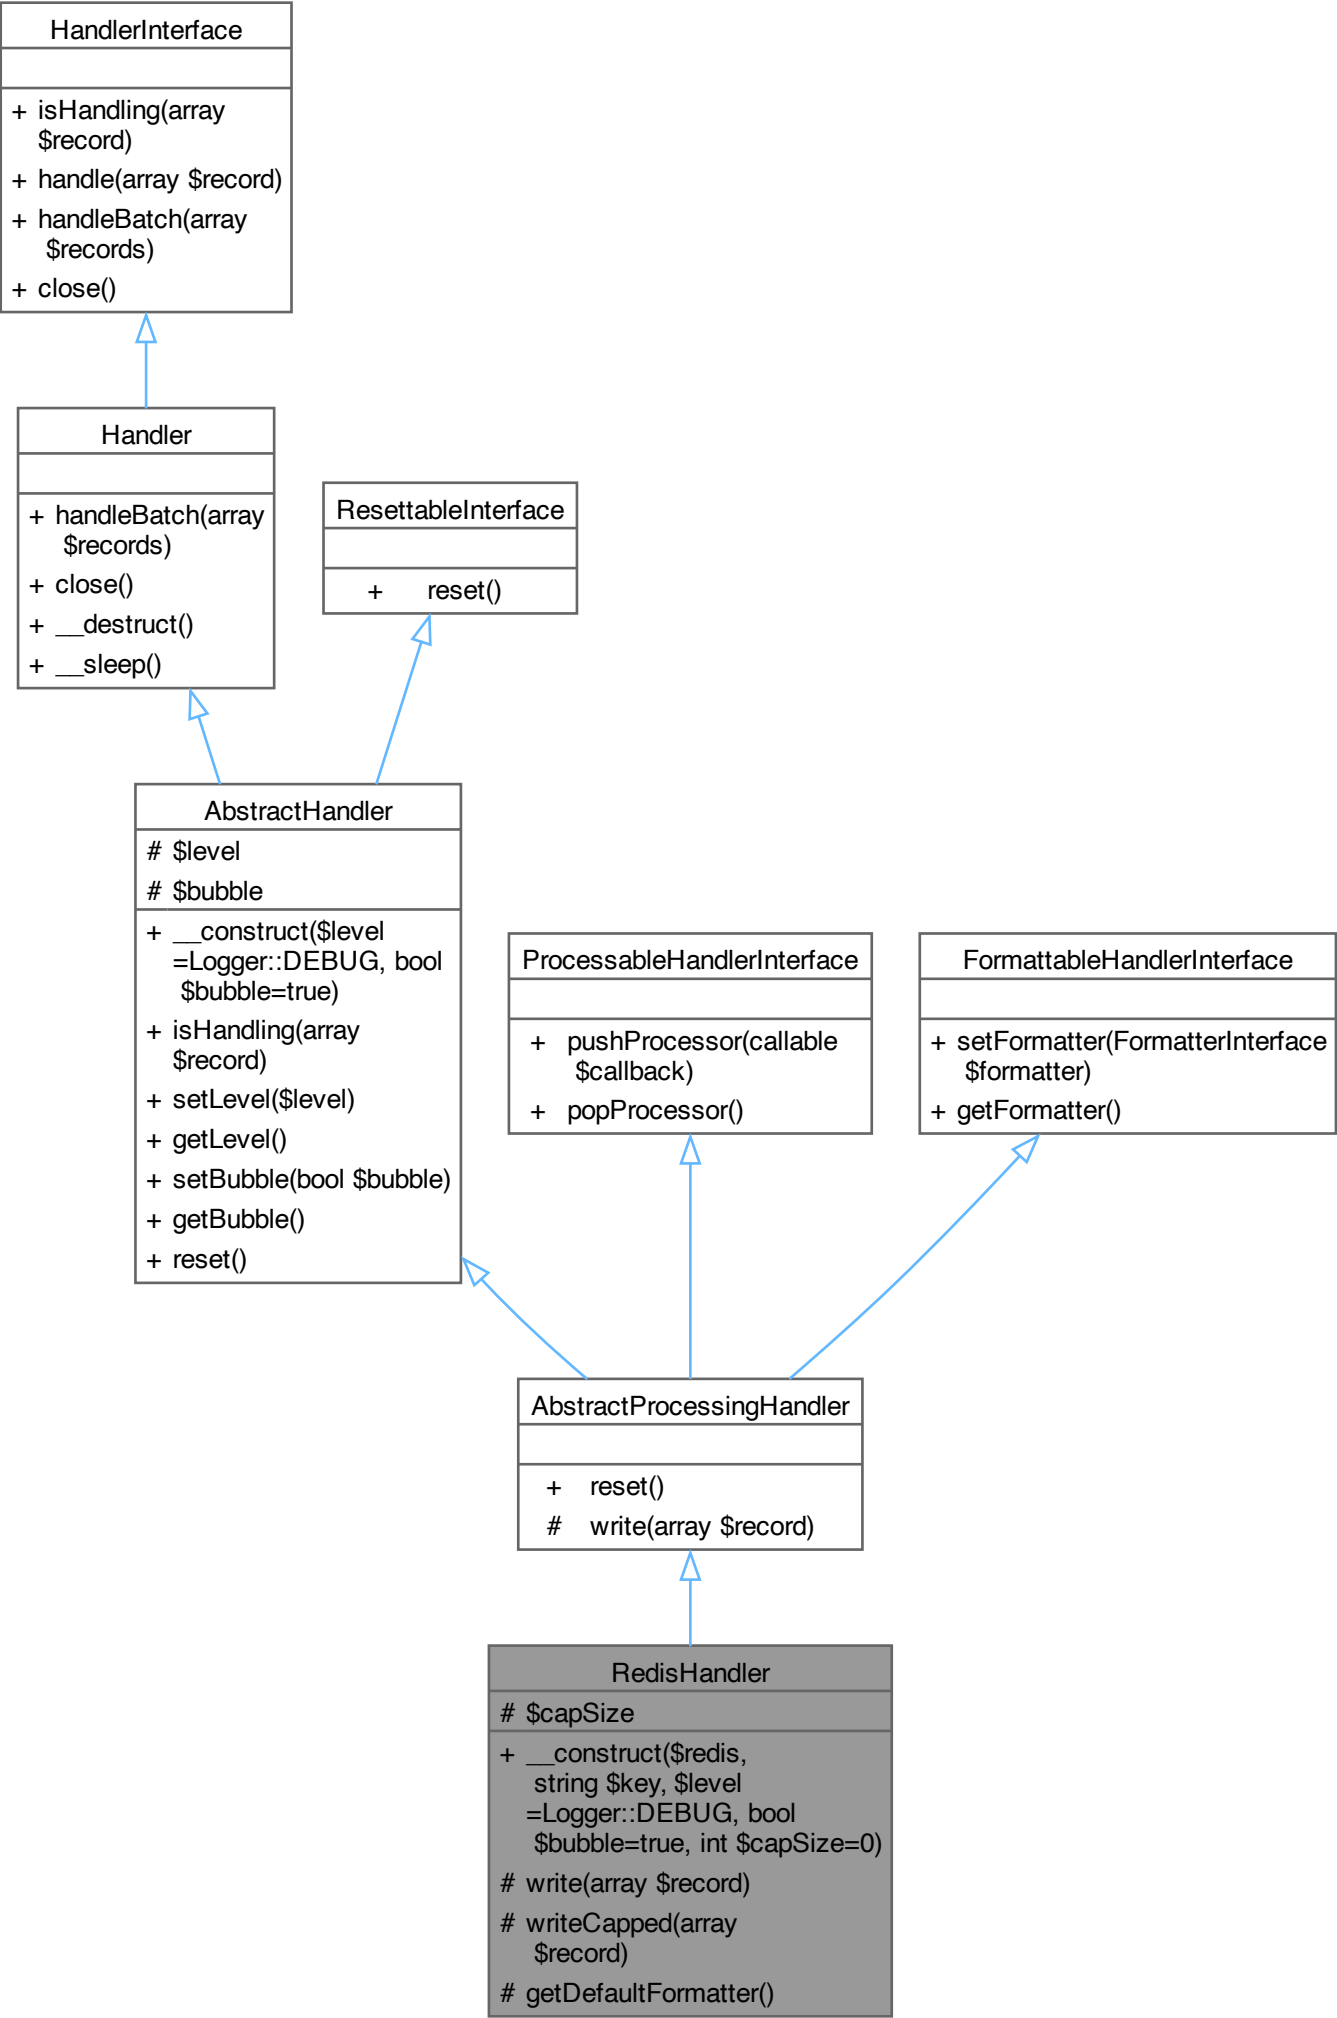 HandlerInterface
+ isHandling(array
$record)
+ handle(array $record)
+ handleBatch(array
$records)
+ close()
Handler
+ handleBatch(array
$records)
+ close()
+ __destruct()
+ __sleep()
ResettableInterface
+ reset()
AbstractHandler
# $level
# $bubble
+ __construct($level
=Logger::DEBUG, bool
$bubble=true)
+ isHandling(array
$record)
+ setLevel($level)
+ getLevel()
+ setBubble(bool $bubble)
+ getBubble()
+ reset()
ProcessableHandlerInterface
+ pushProcessor(callable
$callback)
+ popProcessor()
FormattableHandlerInterface
+ setFormatter(FormatterInterface
$formatter)
+ getFormatter()
AbstractProcessingHandler
+ reset()
# write(array $record)
RedisHandler
# $capSize
+ __construct($redis,
string $key, $level
=Logger::DEBUG, bool
$bubble=true, int $capSize=0)
# write(array $record)
# writeCapped(array
$record)
# getDefaultFormatter()